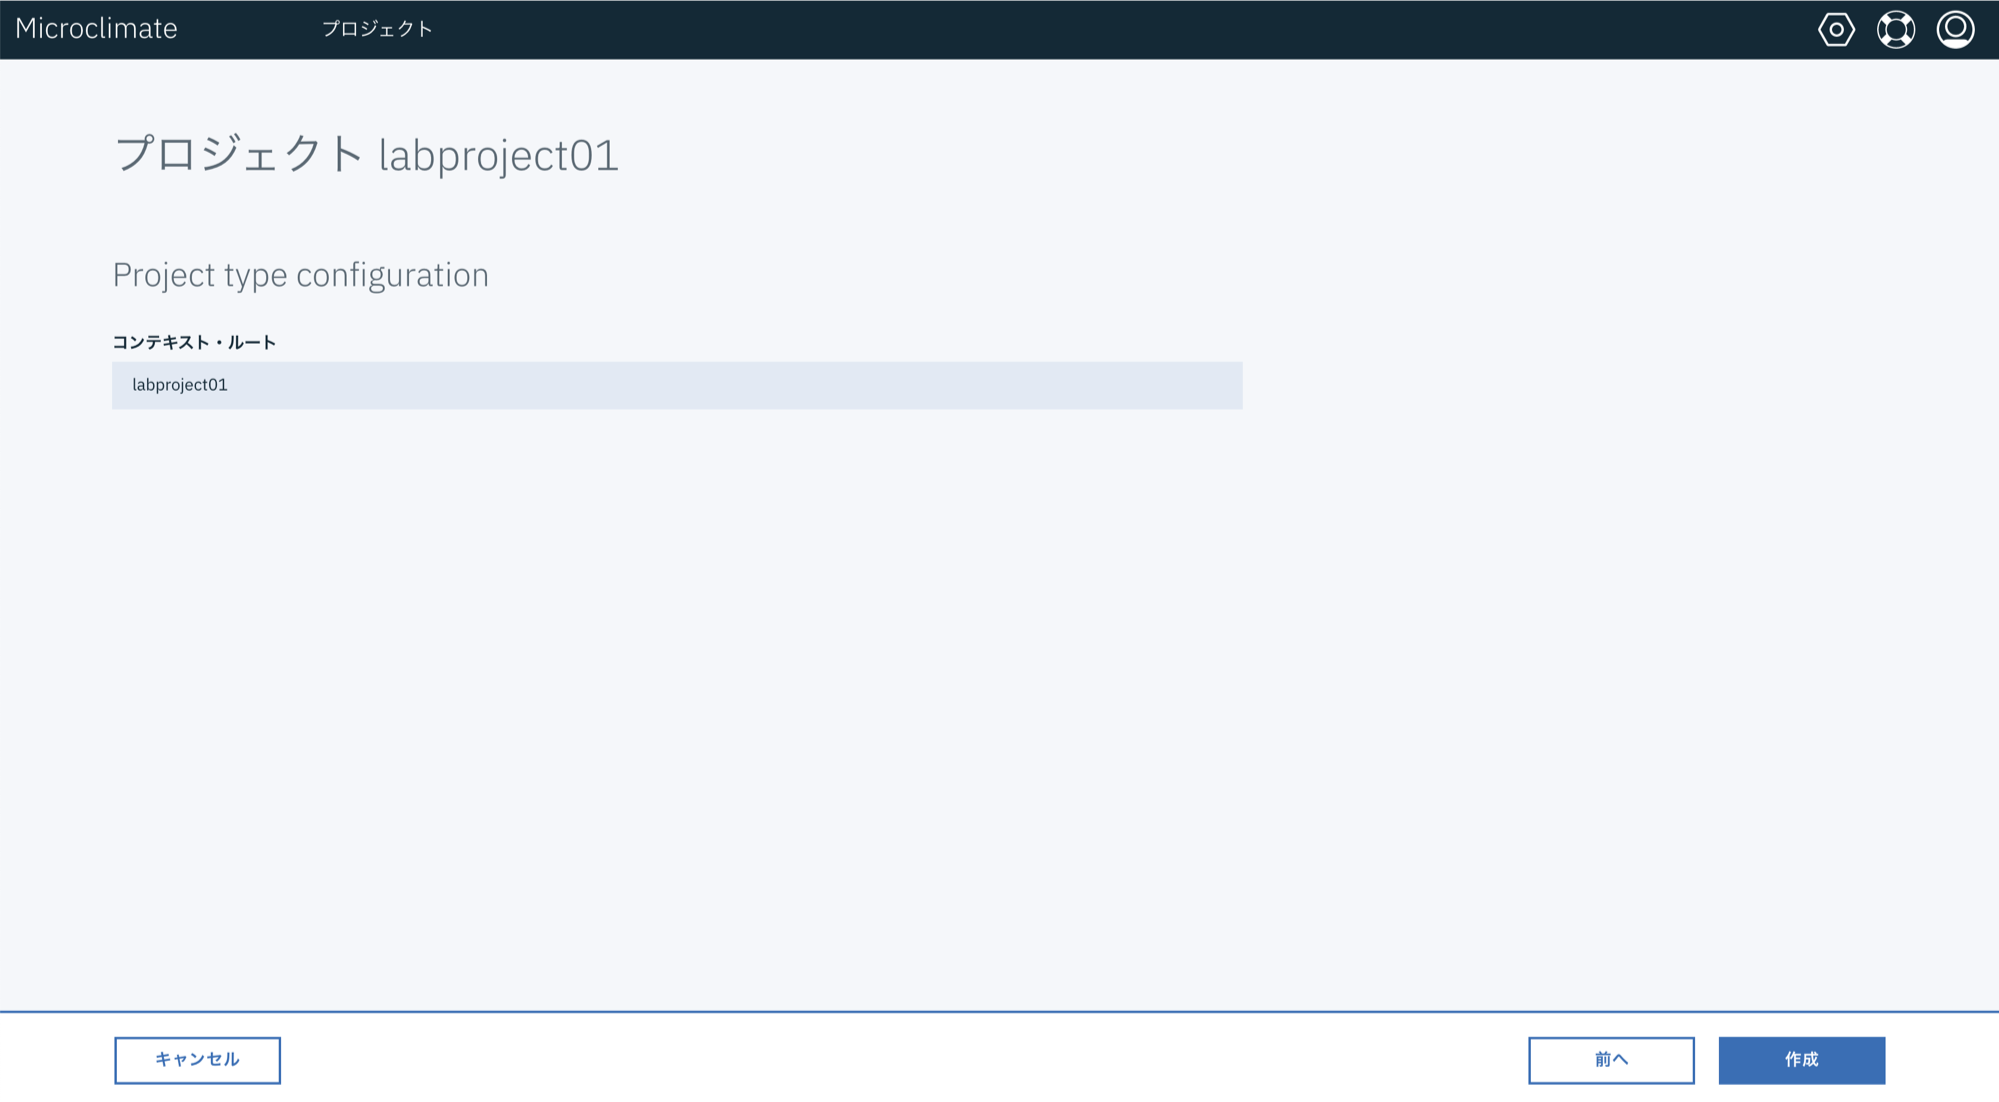 Microclimate
プロジェクト
プロジェクト labproject01
Project type configuration
コンテキスト・ルート
labproject01
キャンセル
前へ
作成